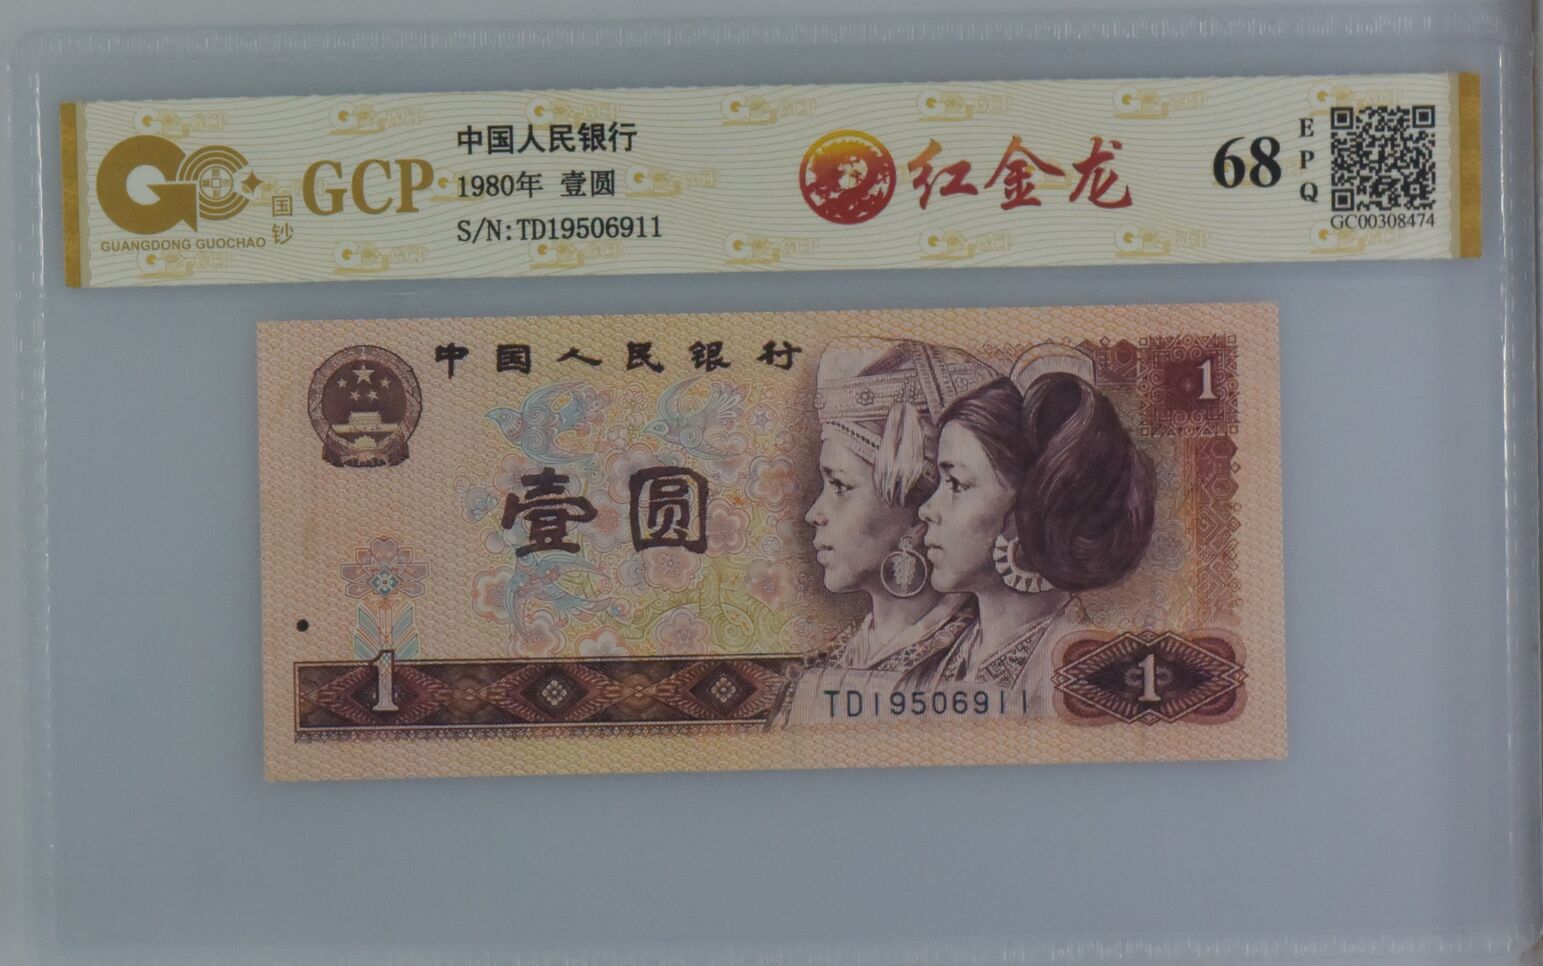 GUANGDONG GUOCHAO
国钞
GCP
中国人民银行
1980年 壹圆
S/N:TD19506911
红金龙
68
EPQ
GC00308474
中国人民银行
1
壹圆
1
TD19506911
1